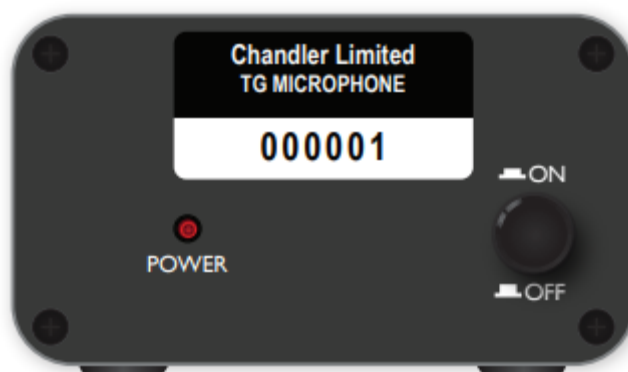 Chandler Limited
TG MICROPHONE
000001
ON
POWER
OFF